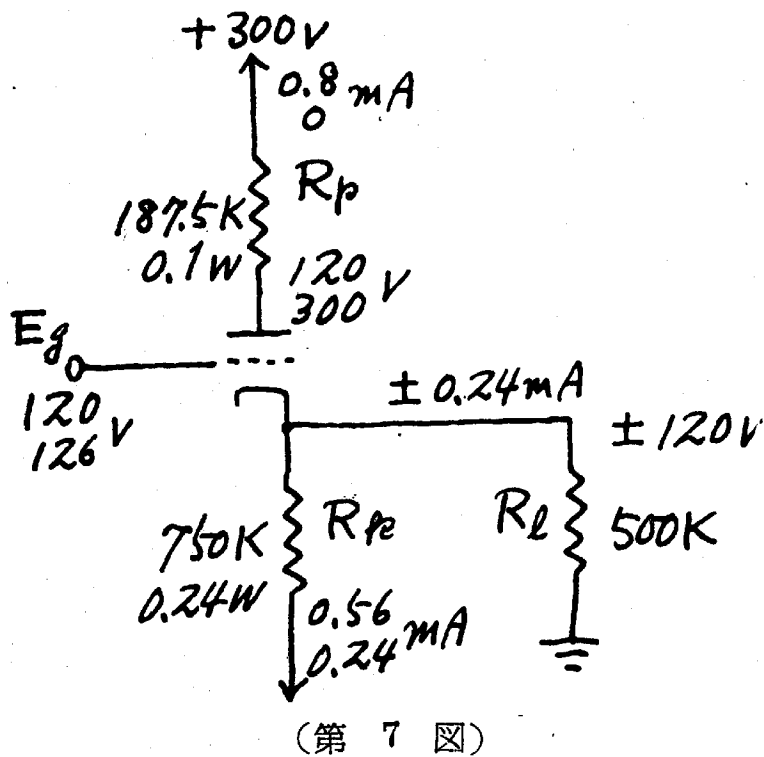 +300V
0.8 mA
0
Rp
187.5K
0.1W
120 V
300
Eg
120 V
126
±0.24mA
±120V
Rk
Rl
500K
750K
0.24W
0.56 mA
0.24
(第 7 図)